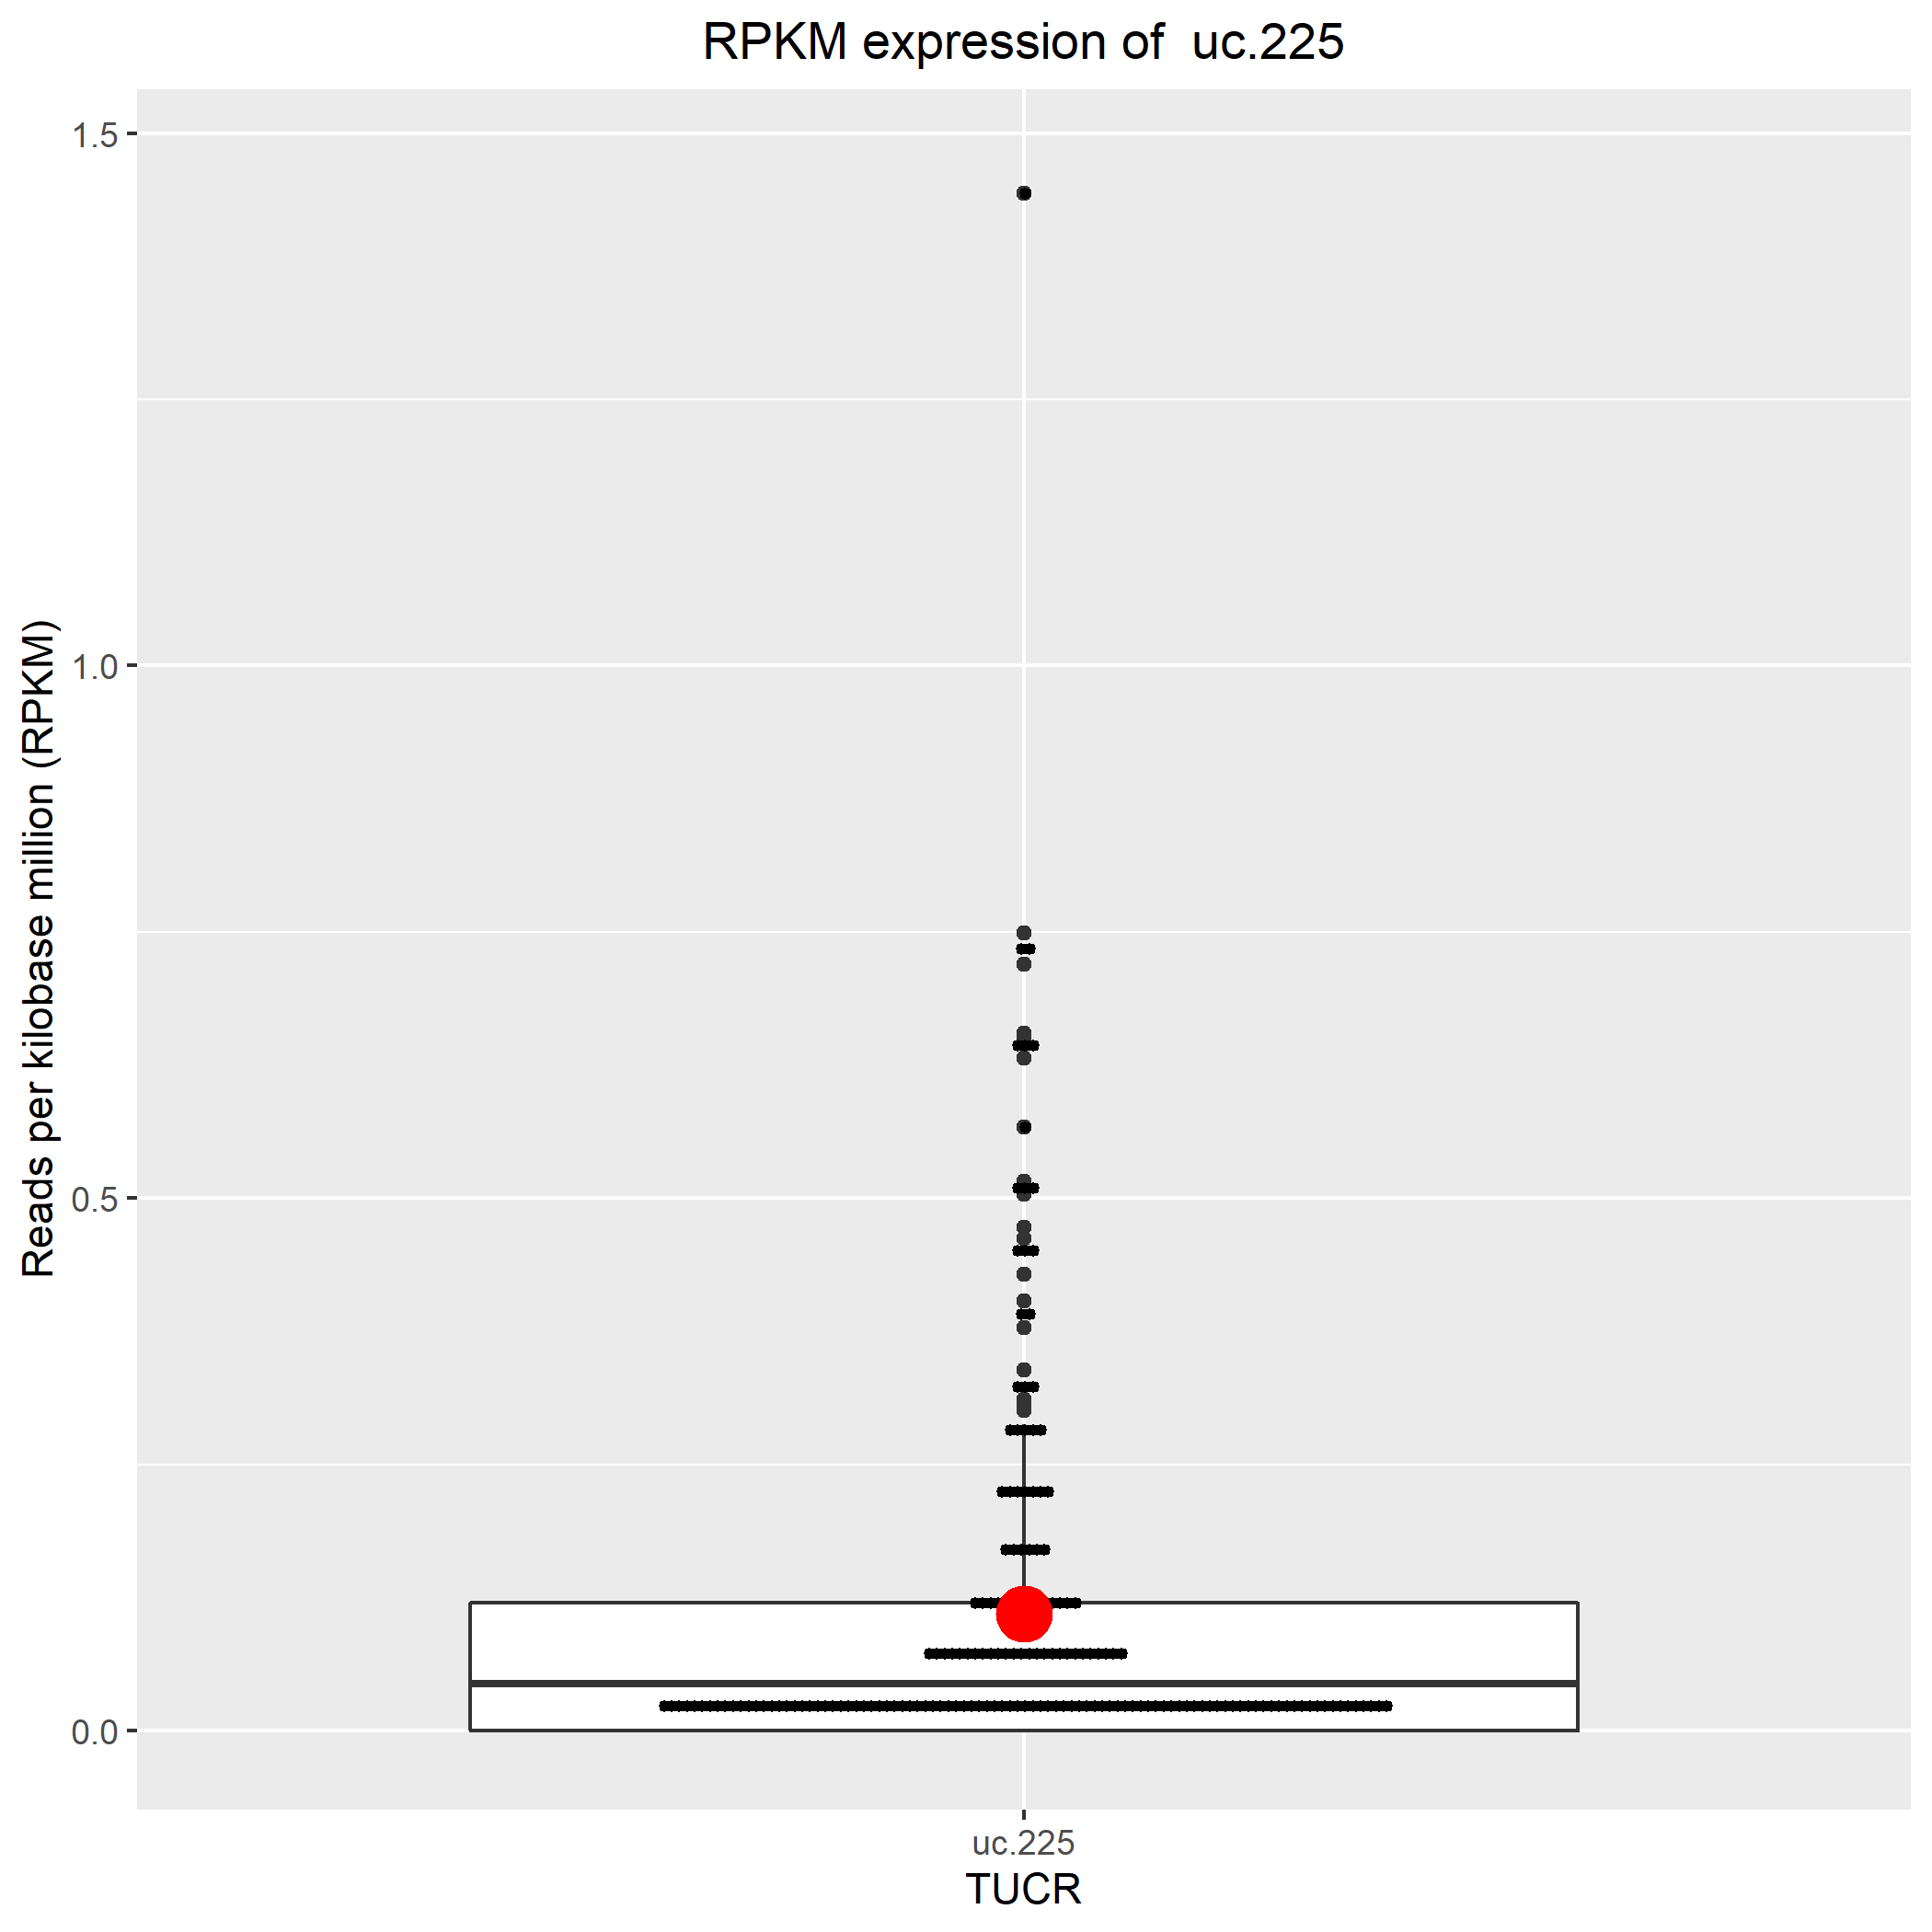 RPKM expression of  uc.225
Reads per kilobase million (RPKM)
1.5
1.0
0.5
0.0
uc.225
TUCR